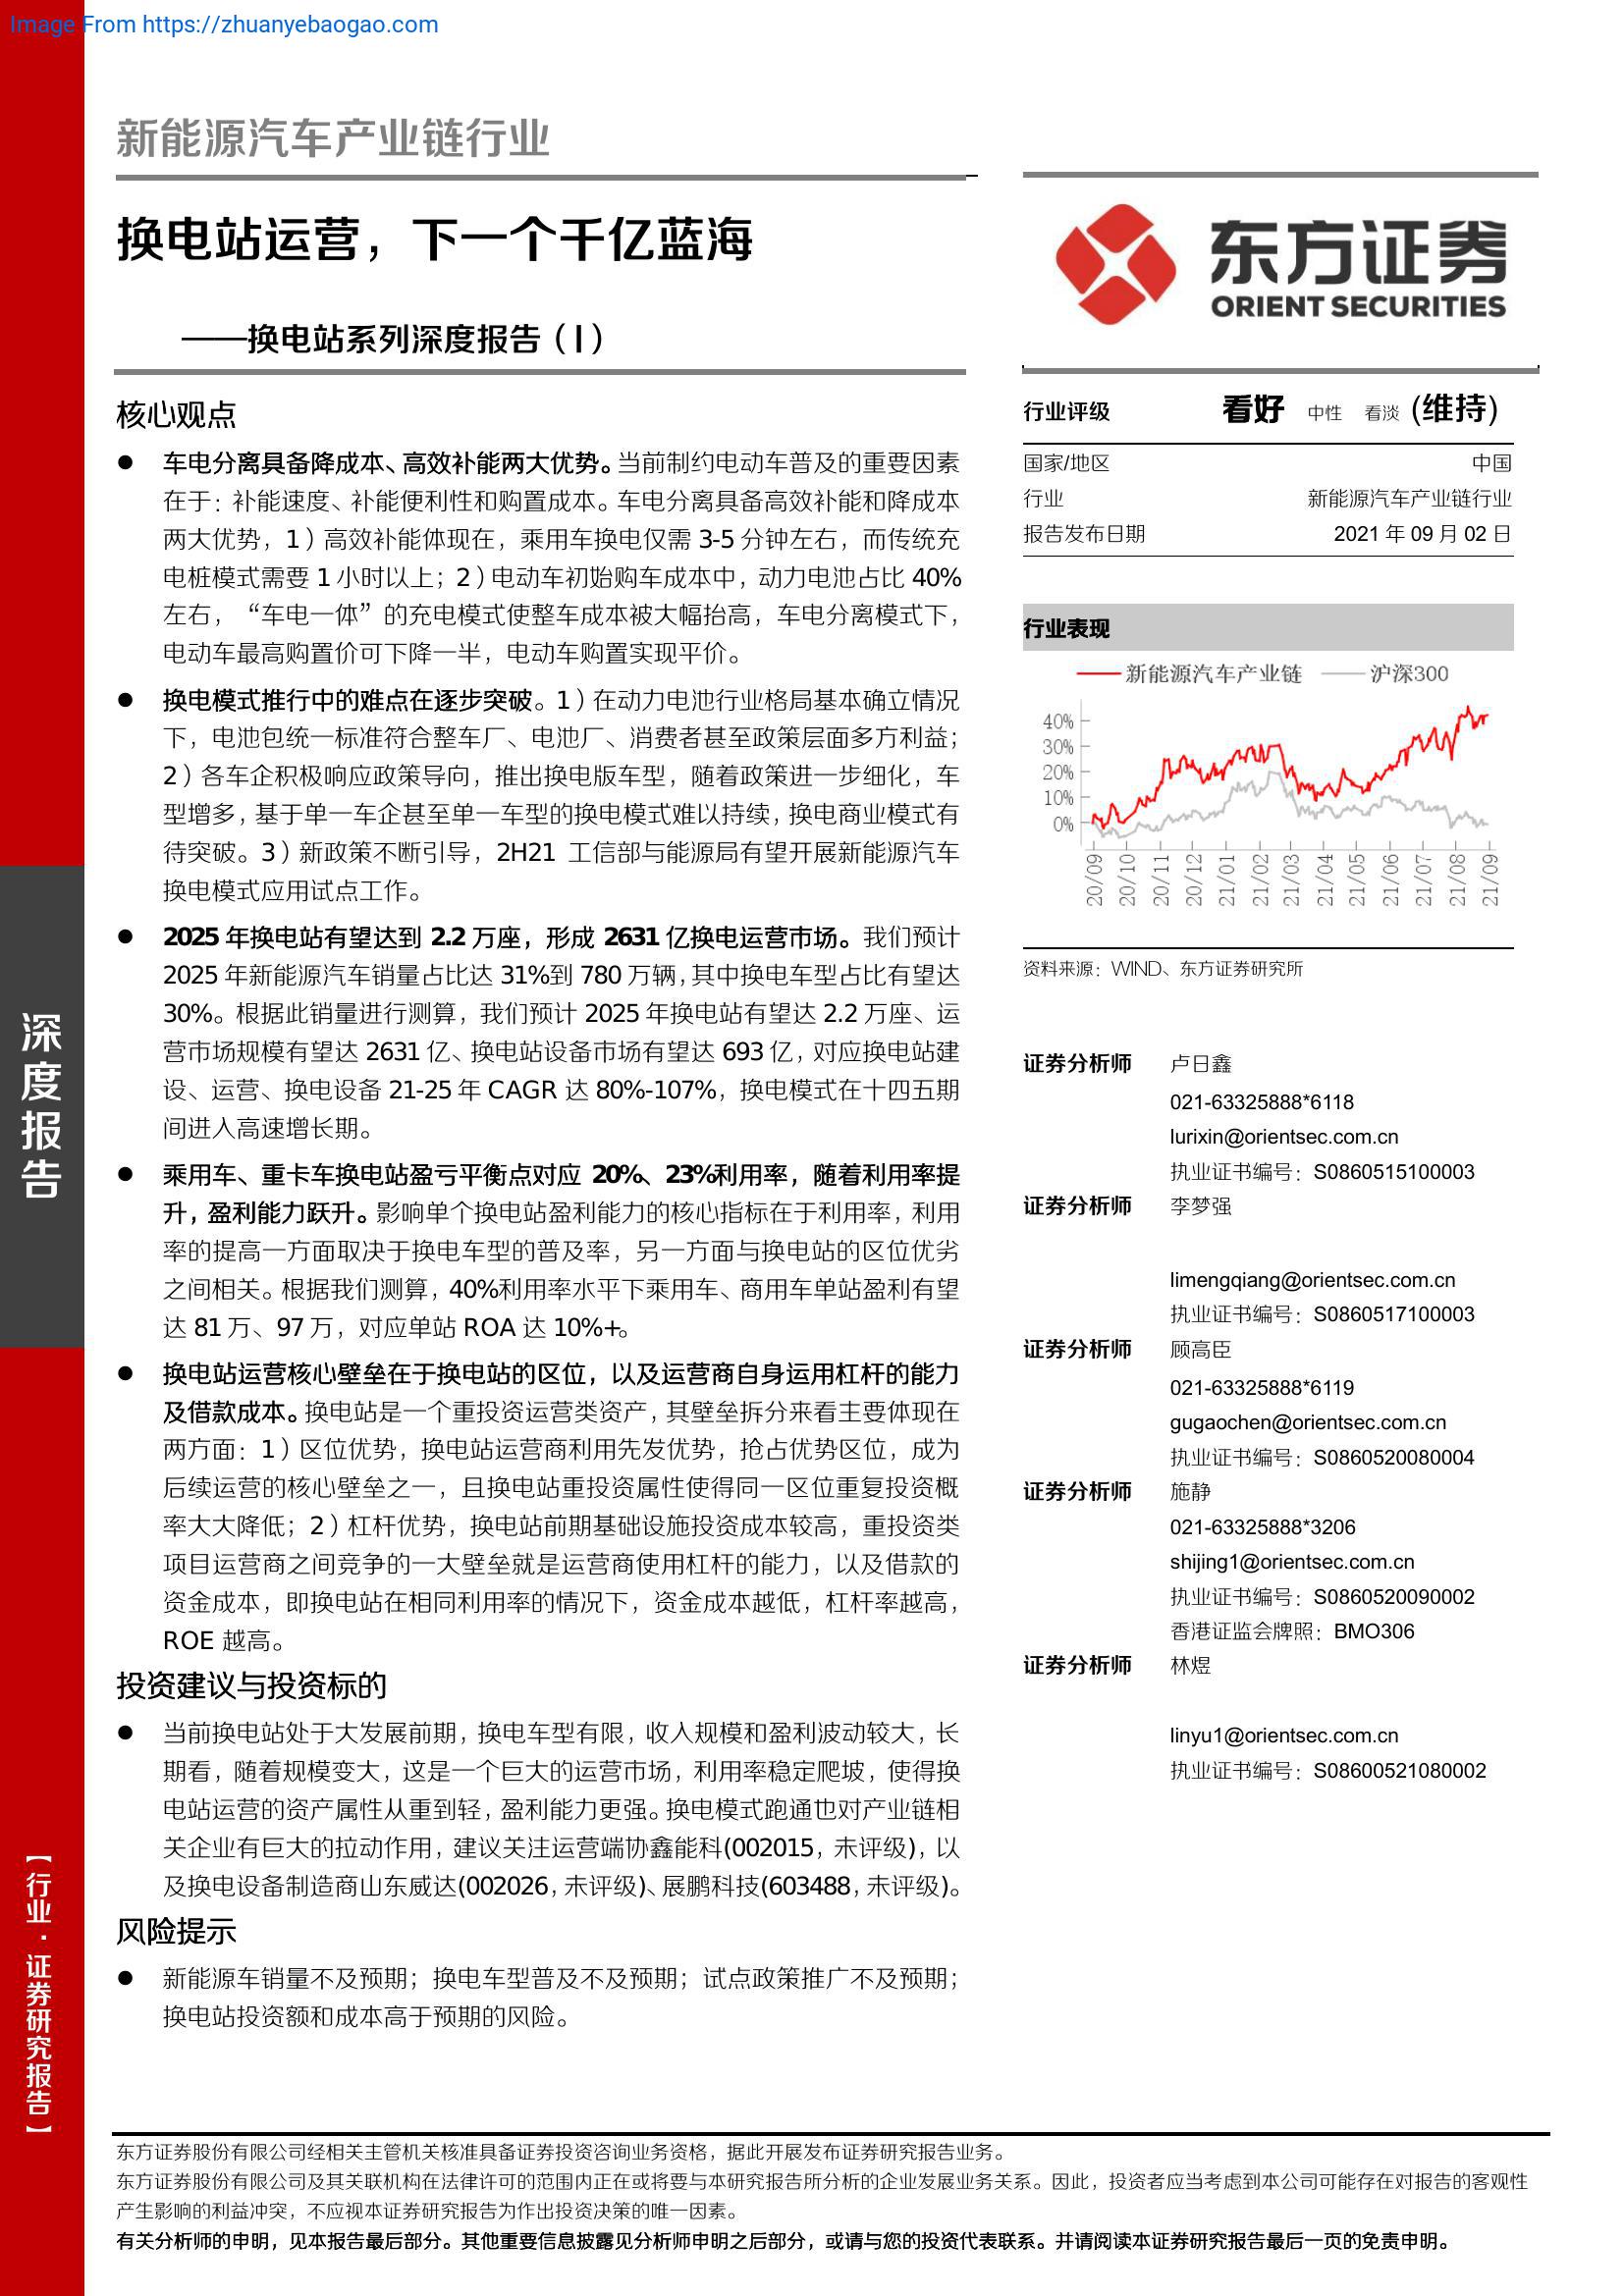 Image From https://zhuanyebaogao.com
新能源汽车产业链行业
换电站运营，下一个千亿蓝海
——换电站系列深度报告（Ⅰ）
核心观点
● 车电分离具备降成本、高效补能两大优势。当前制约电动车普及的重要因素
在于：补能速度、补能便利性和购置成本。车电分离具备高效补能和降成本
两大优势，1）高效补能体现在，乘用车换电仅需 3-5 分钟左右，而传统充
电桩模式需要 1 小时以上；2）电动车初始购车成本中，动力电池占比 40%
左右，“车电一体”的充电模式使整车成本被大幅抬高，车电分离模式下，
电动车最高购置价可下降一半，电动车购置实现平价。
● 换电模式推行中的难点在逐步突破。1）在动力电池行业格局基本确立情况
下，电池包统一标准符合整车厂、电池厂、消费者甚至政策层面多方利益；
2）各车企积极响应政策导向，推出换电版车型，随着政策进一步细化，车
型增多，基于单一车企甚至单一车型的换电模式难以持续，换电商业模式有
待突破。3）新政策不断引导，2H21 工信部与能源局有望开展新能源汽车
换电模式应用试点工作。
● 2025 年换电站有望达到 2.2 万座，形成 2631 亿换电运营市场。我们预计
2025 年新能源汽车销量占比达 31%到 780 万辆，其中换电车型占比有望达
30%。根据此销量进行测算，我们预计 2025 年换电站有望达 2.2 万座、运
营市场规模有望达 2631 亿、换电站设备市场有望达 693 亿，对应换电站建
设、运营、换电设备 21-25 年 CAGR 达 80%-107%，换电模式在十四五期
间进入高速增长期。
● 乘用车、重卡车换电站盈亏平衡点对应 20%、23%利用率，随着利用率提
升，盈利能力跃升。影响单个换电站盈利能力的核心指标在于利用率，利用
率的提高一方面取决于换电车型的普及率，另一方面与换电站的区位优劣
之间相关。根据我们测算，40%利用率水平下乘用车、商用车单站盈利有望
达 81 万、97 万，对应单站 ROA 达 10%+。
● 换电站运营核心壁垒在于换电站的区位，以及运营商自身运用杠杆的能力
及借款成本。换电站是一个重投资运营类资产，其壁垒拆分来看主要体现在
两方面：1）区位优势，换电站运营商利用先发优势，抢占优势区位，成为
后续运营的核心壁垒之一，且换电站重投资属性使得同一区位重复投资概
率大大降低；2）杠杆优势，换电站前期基础设施投资成本较高，重投资类
项目运营商之间竞争的一大壁垒就是运营商使用杠杆的能力，以及借款的
资金成本，即换电站在相同利用率的情况下，资金成本越低，杠杆率越高，
ROE 越高。
投资建议与投资标的
● 当前换电站处于大发展前期，换电车型有限，收入规模和盈利波动较大，长
期看，随着规模变大，这是一个巨大的运营市场，利用率稳定爬坡，使得换
电站运营的资产属性从重到轻，盈利能力更强。换电模式跑通也对产业链相
关企业有巨大的拉动作用，建议关注运营端协鑫能科(002015，未评级)，以
及换电设备制造商山东威达(002026，未评级)、展鹏科技(603488，未评级)。
风险提示
● 新能源车销量不及预期；换电车型普及不及预期；试点政策推广不及预期；
换电站投资额和成本高于预期的风险。
东方证券
ORIENT SECURITIES
行业评级 看好 中性 看淡 (维持)
国家/地区 中国
行业 新能源汽车产业链行业
报告发布日期 2021 年 09 月 02 日
行业表现
新能源汽车产业链 沪深300
40%
30%
20%
10%
0%
20/09 20/10 20/11 20/12 21/01 21/02 21/03 21/04 21/05 21/06 21/07 21/08 21/09
资料来源：WIND、东方证券研究所
证券分析师 卢日鑫
021-63325888*6118
lurixin@orientsec.com.cn
执业证书编号：S0860515100003
证券分析师 李梦强
limengqiang@orientsec.com.cn
执业证书编号：S0860517100003
证券分析师 顾高臣
021-63325888*6119
gugaochen@orientsec.com.cn
执业证书编号：S0860520080004
证券分析师 施静
021-63325888*3206
shijing1@orientsec.com.cn
执业证书编号：S0860520090002
香港证监会牌照：BMO306
证券分析师 林煜
linyu1@orientsec.com.cn
执业证书编号：S08600521080002
深度报告
【行业·证券研究报告】
东方证券股份有限公司经相关主管机关核准具备证券投资咨询业务资格，据此开展发布证券研究报告业务。
东方证券股份有限公司及其关联机构在法律许可的范围内正在或将要与本研究报告所分析的企业发展业务关系。因此，投资者应当考虑到本公司可能存在对报告的客观性
产生影响的利益冲突，不应视本证券研究报告为作出投资决策的唯一因素。
有关分析师的申明，见本报告最后部分。其他重要信息披露见分析师申明之后部分，或请与您的投资代表联系。并请阅读本证券研究报告最后一页的免责申明。